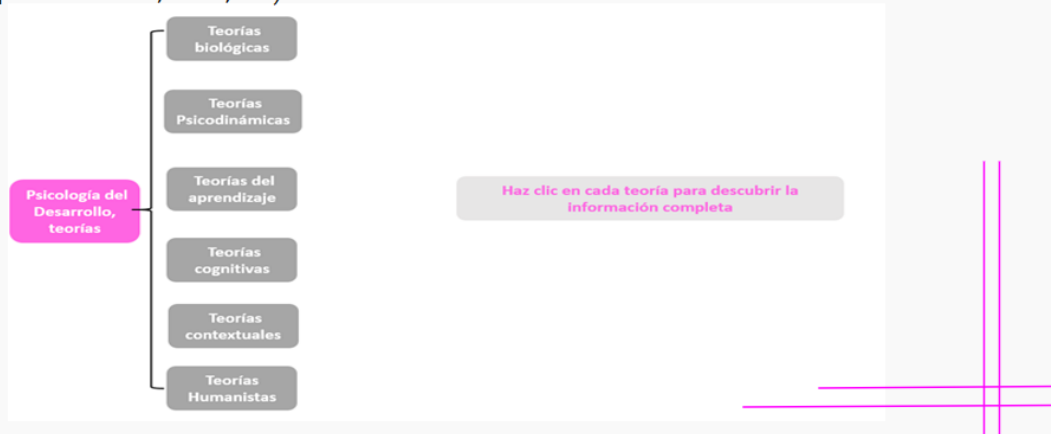 Teorías
biológicas
Teorías
Psicodinámicas
Teorías del
aprendizaje
Psicología del
Desarrollo,
teorías
Haz clic en cada teoría para descubrir la
información completa
Teorías
cognitivas
Teorías
contextuales
Teorías
Humanistas